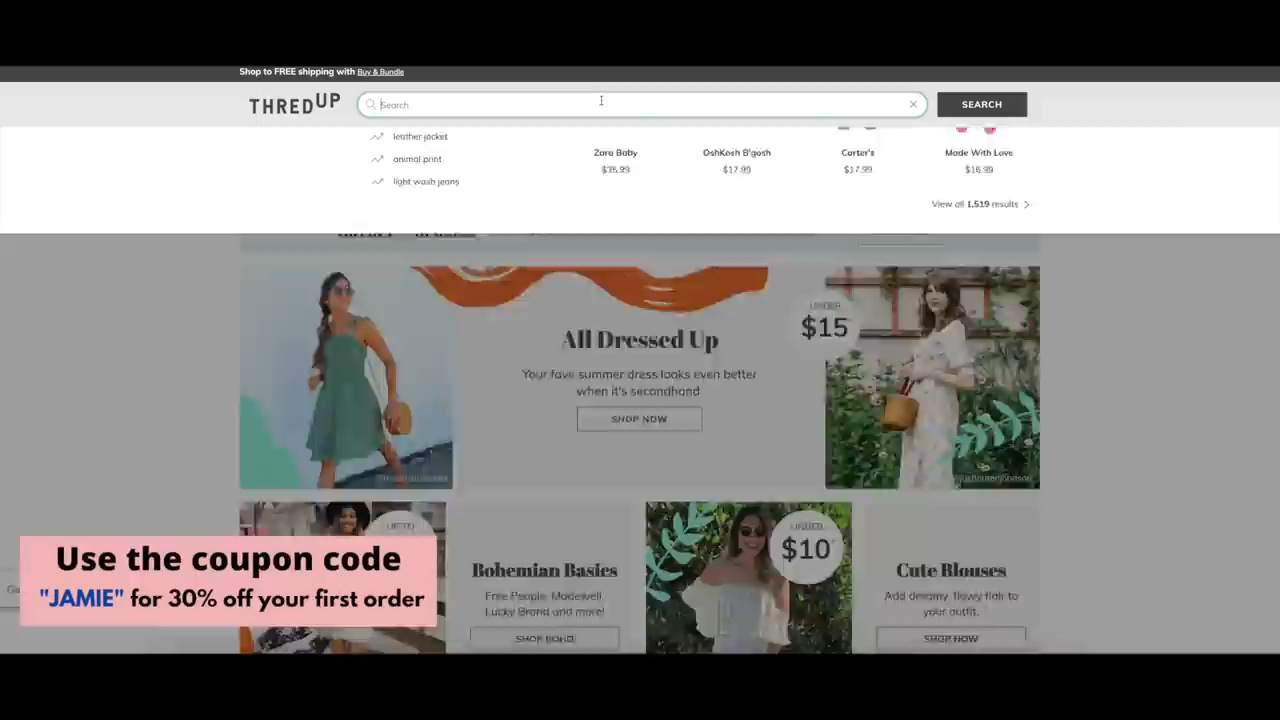 Shop to FREE shipping with Buy & Bundle
THREDUP
Search
SEARCH
leather jacket
animal print
light wash jeans
Zara Baby
$35.99
OshKosh B'gosh
$17.99
Carter's
$17.99
Made With Love
$16.99
View all 1,519 results
All Dressed Up
Your fave summer dress looks even better
when it's secondhand
SHOP NOW
UNDER
$15
UP TO
Bohemian Basics
Free People, Madewell,
Lucky Brand and more!
SHOP BOHO
UNDER
$10
Cute Blouses
Add dreamy, flowy flair to
your outfit.
SHOP NOW
Use the coupon code
"JAMIE" for 30% off your first order